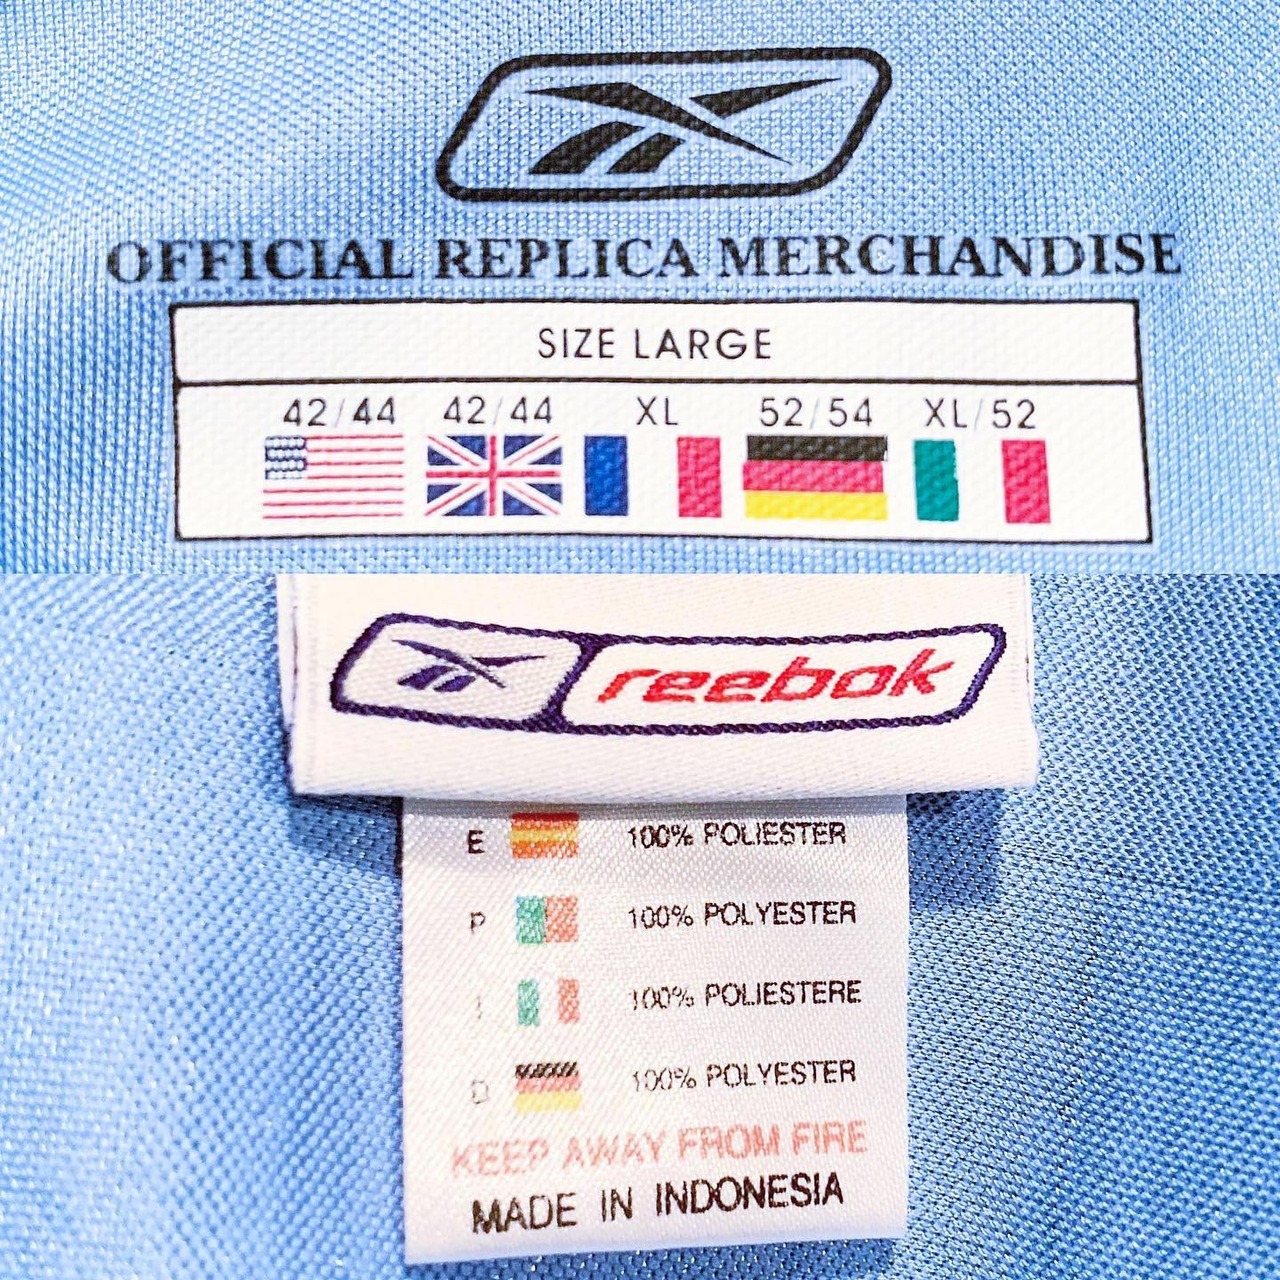 OFFICIAL REPLICA MERCHANDISE
SIZE LARGE
42/44 42/44 XL 52/54 XL/52
reebok
E 100% POLIESTER
P 100% POLYESTER
I 100% POLIESTERE
D 100% POLYESTER
KEEP AWAY FROM FIRE
MADE IN INDONESIA